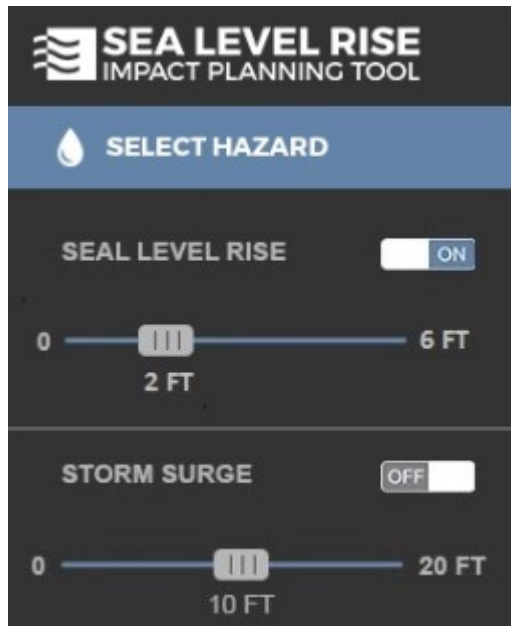 SEA LEVEL RISE
IMPACT PLANNING TOOL
SELECT HAZARD
SEAL LEVEL RISE ON
0 6 FT
2 FT
STORM SURGE OFF
0 20 FT
10 FT